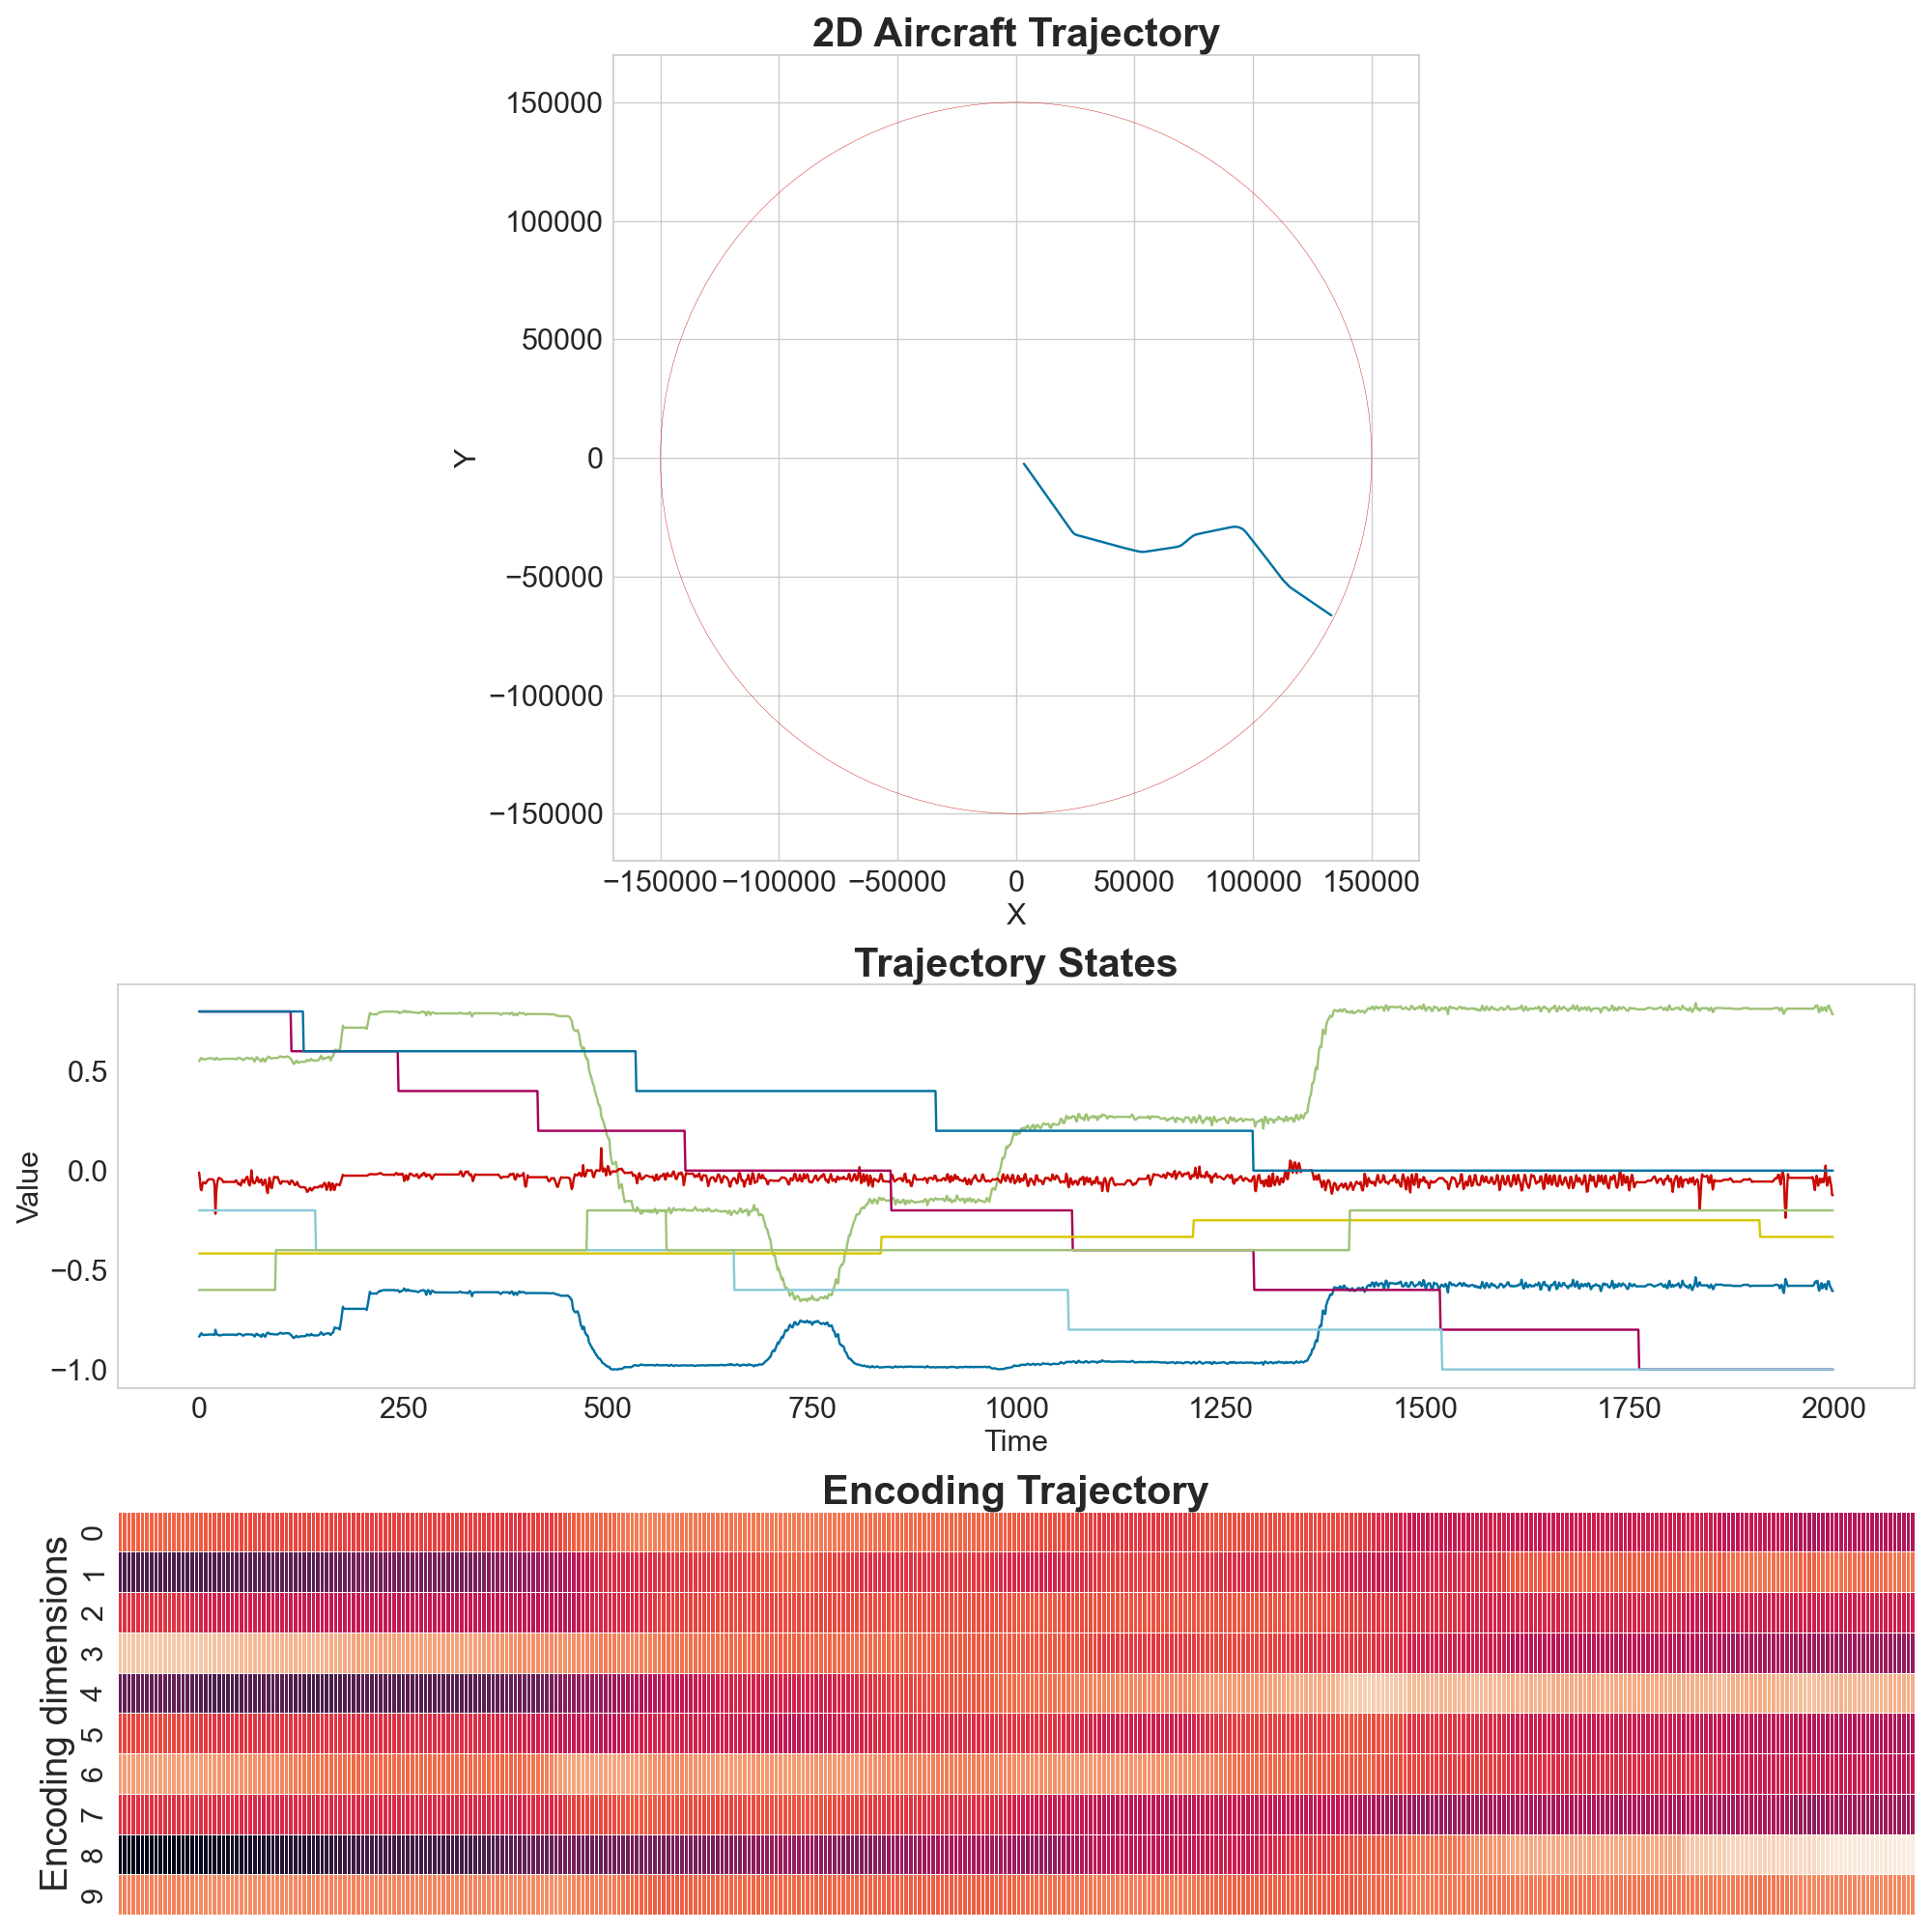 2D Aircraft Trajectory
150000
100000
50000
0
−50000
−100000
−150000
Y
−150000 −100000 −50000 0 50000 100000 150000
X
Trajectory States
0.5
0.0
−0.5
−1.0
Value
0 250 500 750 1000 1250 1500 1750 2000
Time
Encoding Trajectory
0
1
2
3
4
5
6
7
8
9
Encoding dimensions